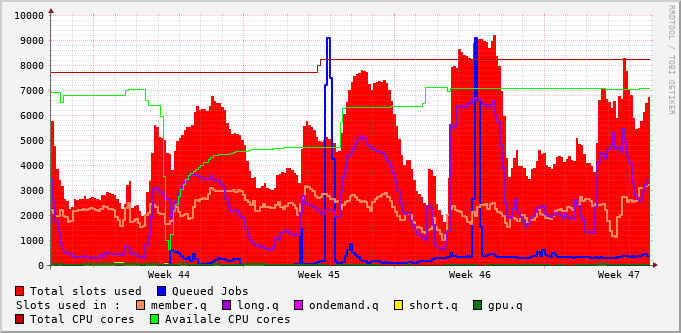 10000
9000
8000
7000
6000
5000
4000
3000
2000
1000
0
Week 44 Week 45 Week 46 Week 47
RRDTOOL / TOBI OETIKER
Total slots used Queued Jobs
Slots used in : member.q long.q ondemand.q short.q gpu.q
Total CPU cores Availale CPU cores